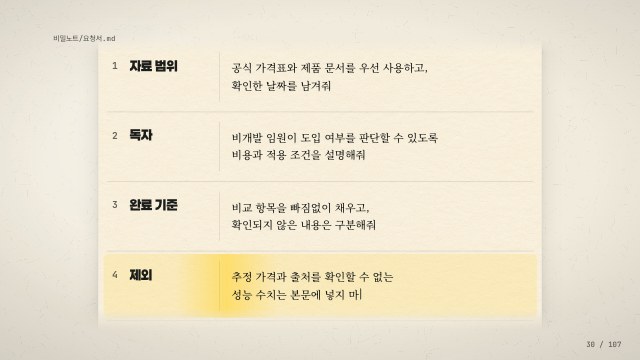 비밀노트/요청서.md
1 자료 범위
공식 가격표와 제품 문서를 우선 사용하고,
확인한 날짜를 남겨줘
2 독자
비개발 임원이 도입 여부를 판단할 수 있도록
비용과 적용 조건을 설명해줘
3 완료 기준
비교 항목을 빠짐없이 채우고,
확인되지 않은 내용은 구분해줘
4 제외
추정 가격과 출처를 확인할 수 없는
성능 수치는 본문에 넣지 마
30 / 107